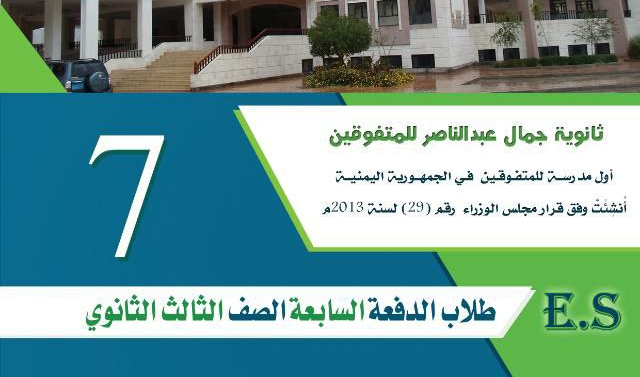 ثانوية جمال عبدالناصر للمتفوقين
أول مدرسة للمتفوقين في الجمهورية اليمنية
أُنشِئَتْ وفق قرار مجلس الوزراء رقم (29) لسنة 2013م
7
طلاب الدفعة السابعة الصف الثالث الثانوي
E.S